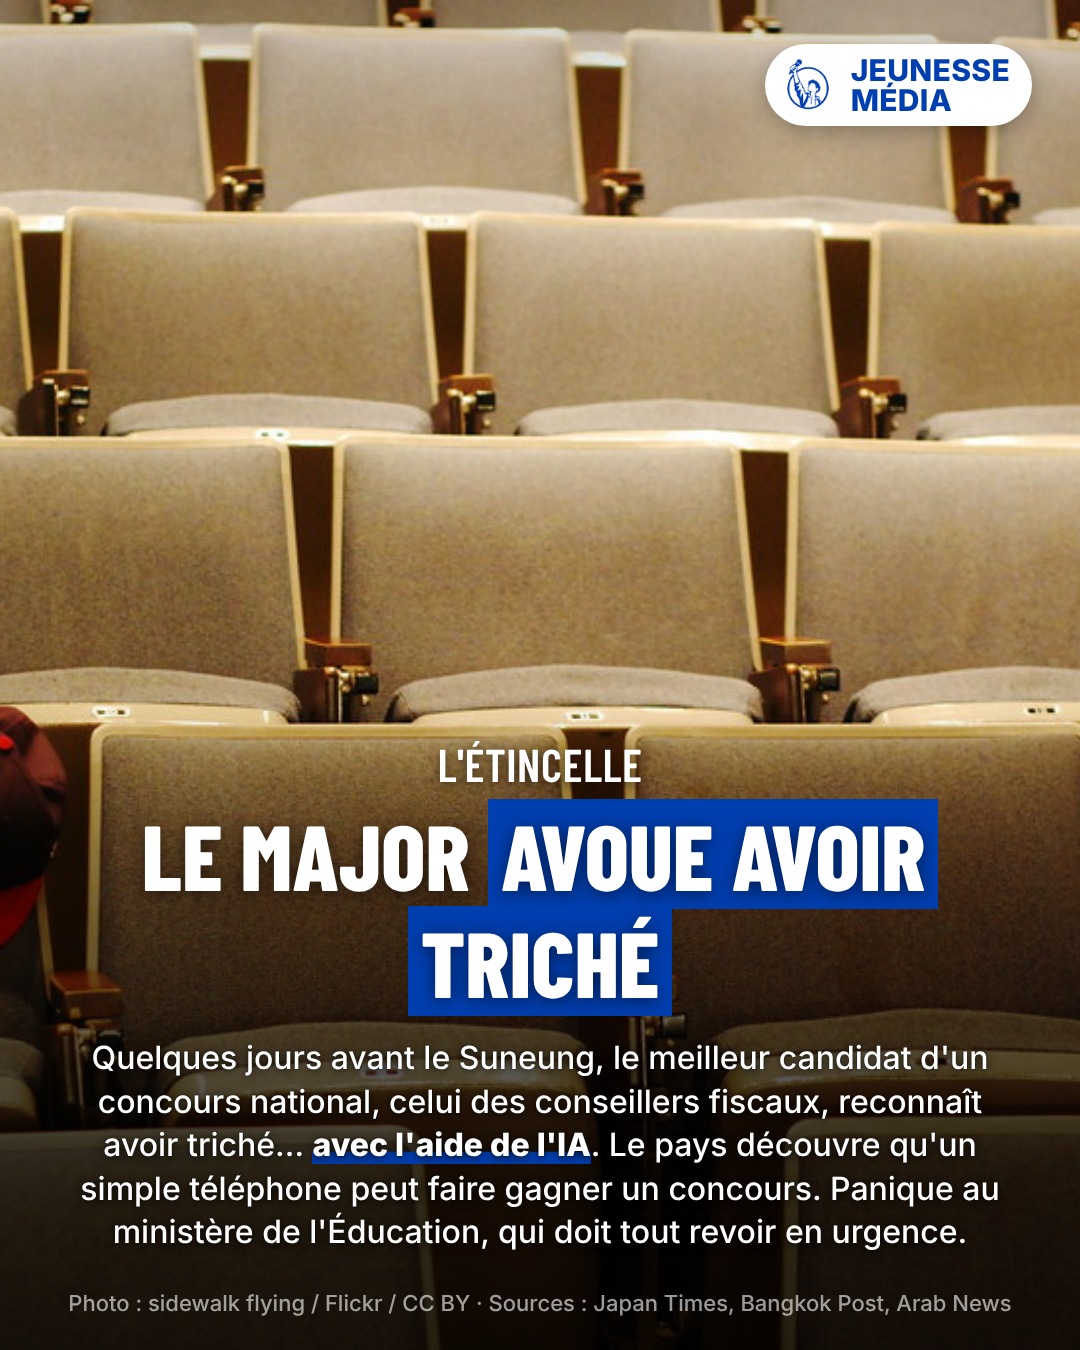 JEUNESSE
MÉDIA
L'ÉTINCELLE
LE MAJOR AVOUE AVOIR
TRICHÉ
Quelques jours avant le Suneung, le meilleur candidat d'un
concours national, celui des conseillers fiscaux, reconnaît
avoir triché... avec l'aide de l'IA. Le pays découvre qu'un
simple téléphone peut faire gagner un concours. Panique au
ministère de l'Éducation, qui doit tout revoir en urgence.
Photo : sidewalk flying / Flickr / CC BY · Sources : Japan Times, Bangkok Post, Arab News